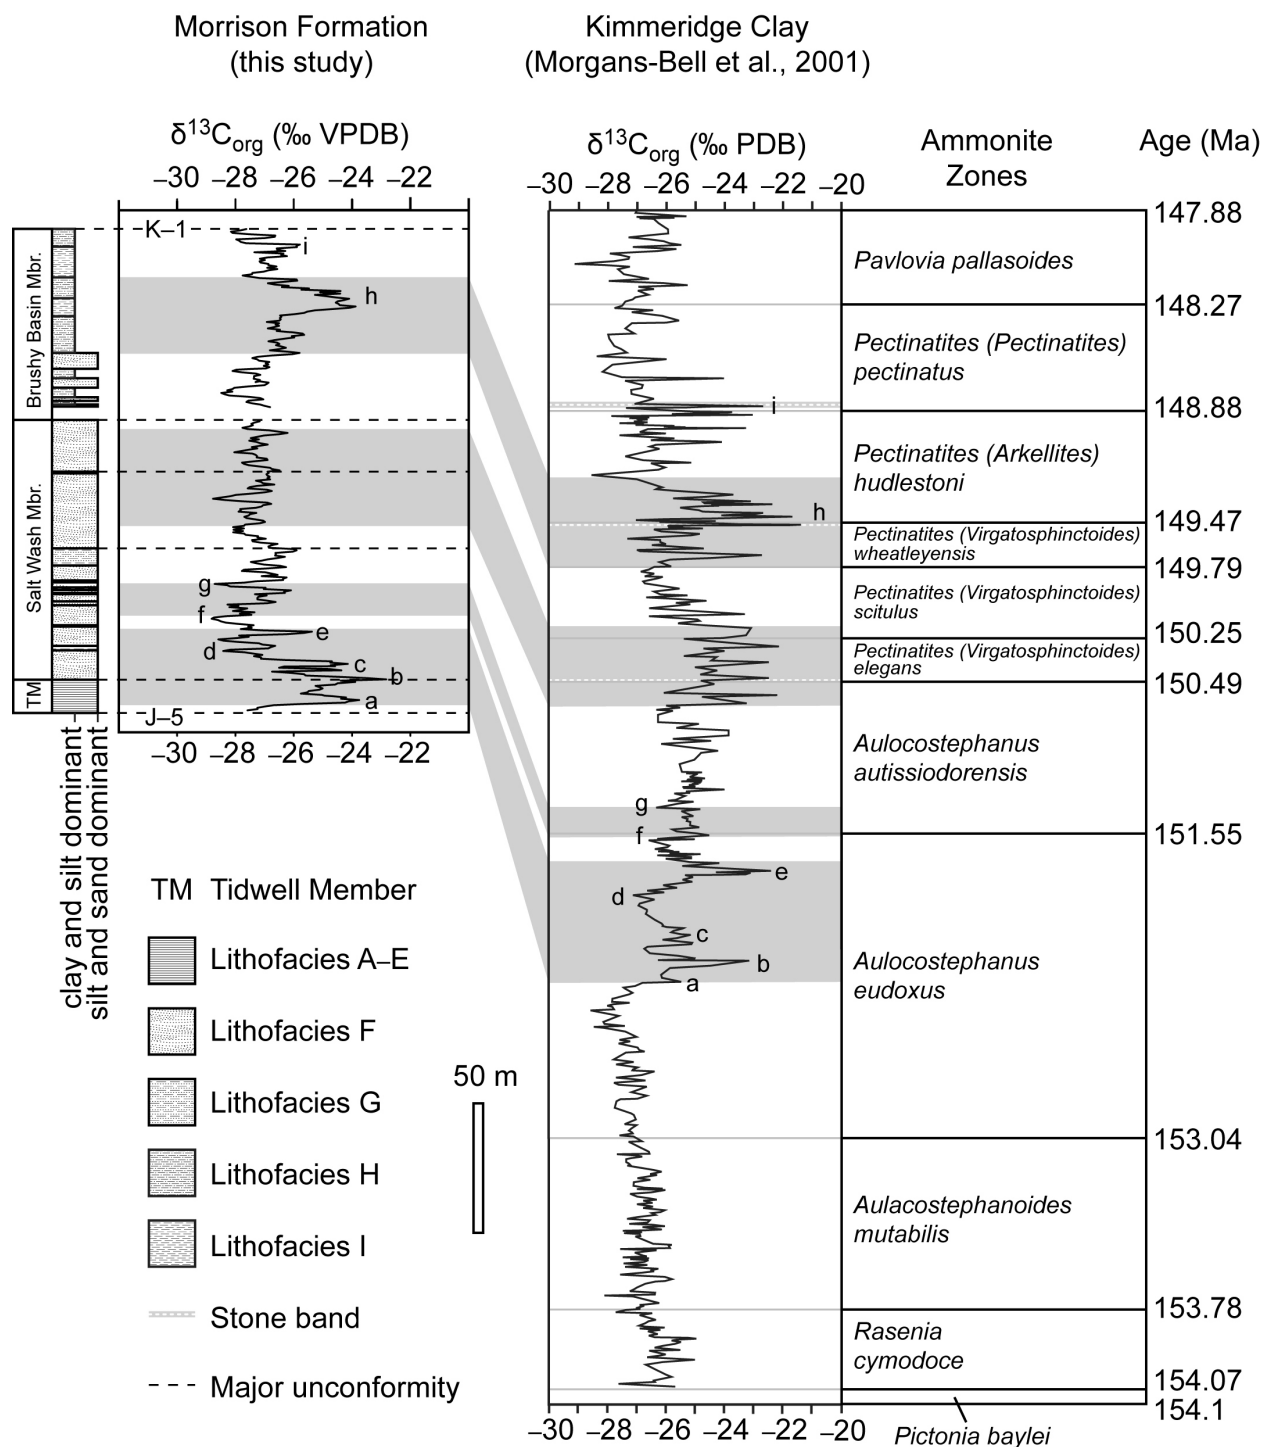 Morrison Formation
(this study)
Kimmeridge Clay
(Morgans-Bell et al., 2001)
δ13Corg (‰ VPDB)
–30 –28 –26 –24 –22
δ13Corg (‰ PDB)
–30 –28 –26 –24 –22 –20
Ammonite
Zones
Age (Ma)
K–1
i
h
g
f
e
d
c
b
a
J–5
–30 –28 –26 –24 –22
Brushy Basin Mbr.
Salt Wash Mbr.
TM
clay and silt dominant
silt and sand dominant
i
h
g
f
e
d
c
b
a
–30 –28 –26 –24 –22 –20
147.88
Pavlovia pallasoides
148.27
Pectinatites (Pectinatites)
pectinatus
148.88
Pectinatites (Arkellites)
hudlestoni
149.47
Pectinatites (Virgatosphinctoides)
wheatleyensis
149.79
Pectinatites (Virgatosphinctoides)
scitulus
150.25
Pectinatites (Virgatosphinctoides)
elegans
150.49
Aulocostephanus
autissiodorensis
151.55
Aulocostephanus
eudoxus
153.04
Aulacostephanoides
mutabilis
153.78
Rasenia
cymodoce
154.07
154.1
Pictonia baylei
TM Tidwell Member
Lithofacies A–E
Lithofacies F
Lithofacies G
Lithofacies H
Lithofacies I
Stone band
Major unconformity
50 m